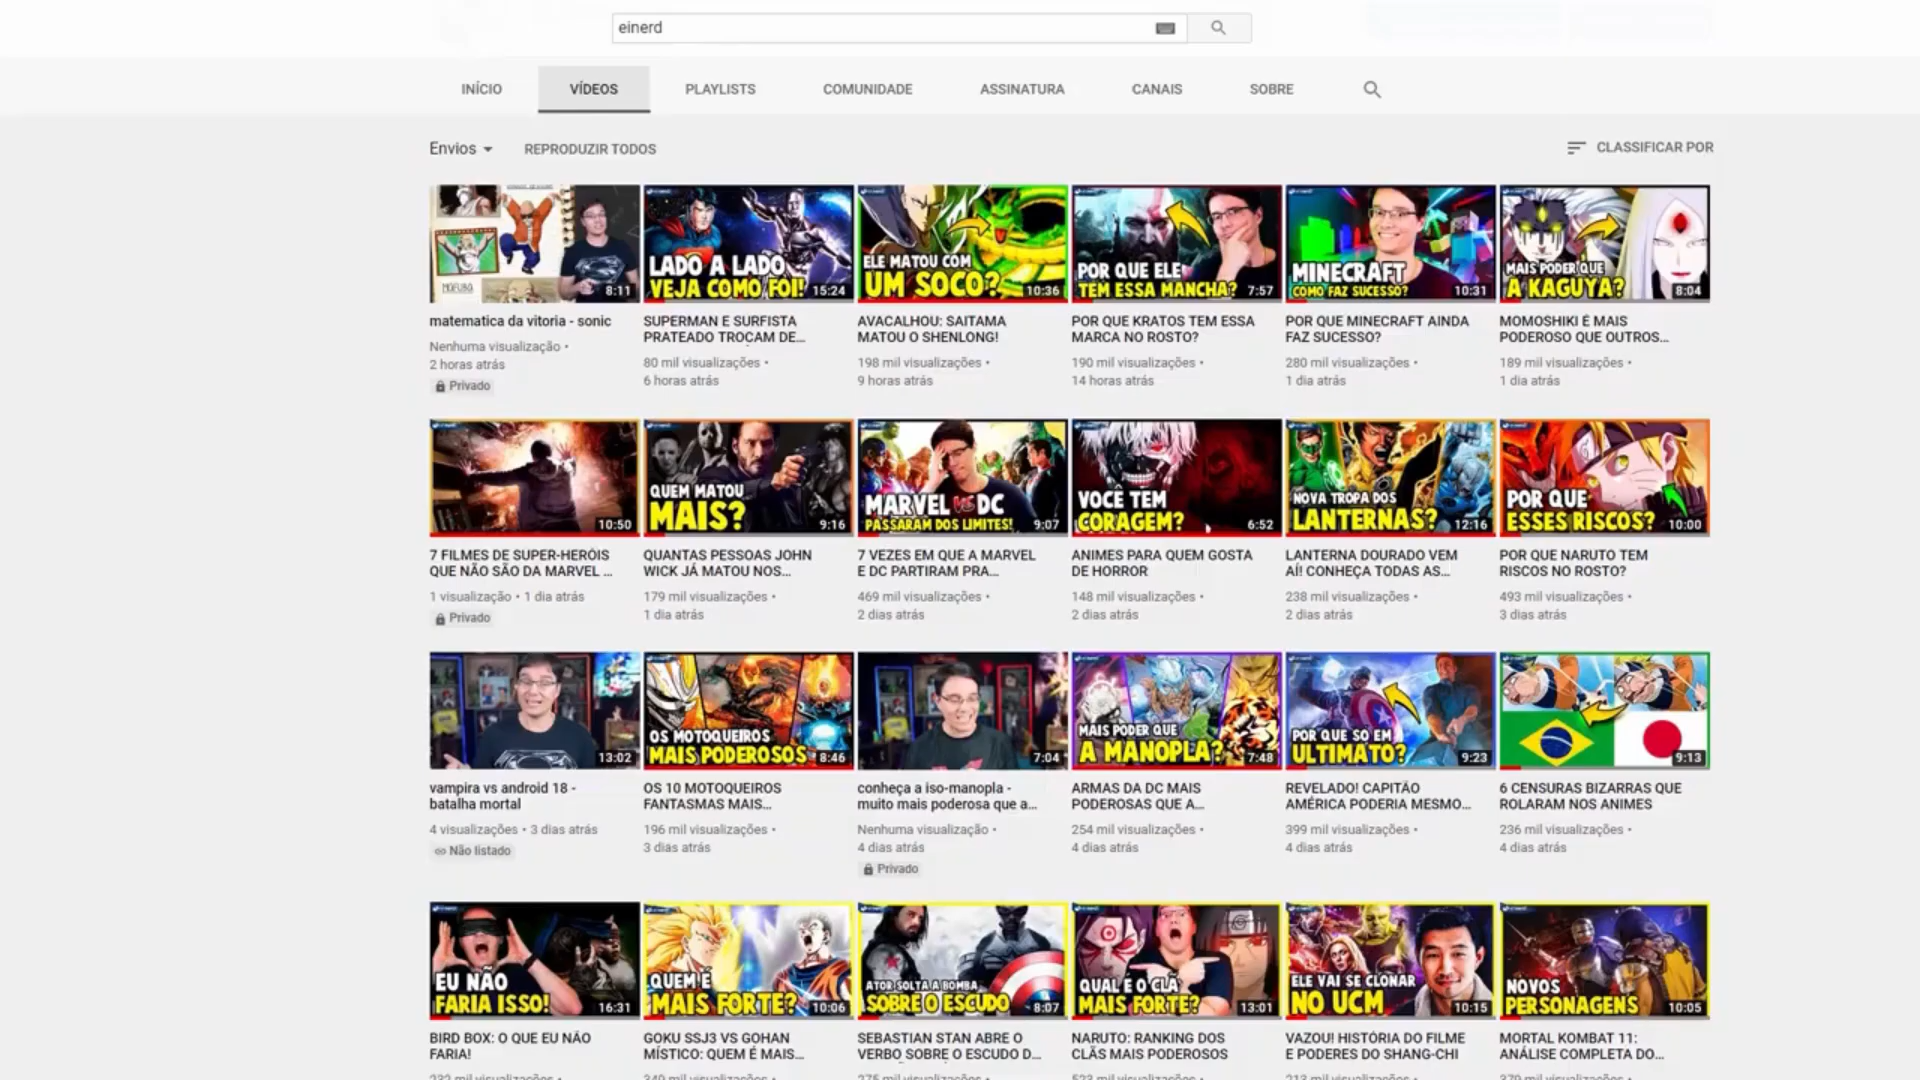 einerd
INÍCIO
VÍDEOS
PLAYLISTS
COMUNIDADE
ASSINATURA
CANAIS
SOBRE
Envios
REPRODUZIR TODOS
CLASSIFICAR POR
MOFUBA
8:11
LADO A LADO
VEJA COMO FOI!
15:24
ELE MATOU COM
UM SOCO?
10:36
POR QUE ELE
TEM ESSA MANCHA?
7:57
MINECRAFT
COMO FAZ SUCESSO?
10:31
MAIS PODER QUE
A KAGUYA?
8:04
matematica da vitoria - sonic
Nenhuma visualização •
2 horas atrás
Privado
SUPERMAN E SURFISTA
PRATEADO TROCAM DE...
80 mil visualizações •
6 horas atrás
AVACALHOU: SAITAMA
MATOU O SHENLONG!
198 mil visualizações •
9 horas atrás
POR QUE KRATOS TEM ESSA
MARCA NO ROSTO?
190 mil visualizações •
14 horas atrás
POR QUE MINECRAFT AINDA
FAZ SUCESSO?
280 mil visualizações •
1 dia atrás
MOMOSHIKI É MAIS
PODEROSO QUE OUTROS...
189 mil visualizações •
1 dia atrás
10:50
QUEM MATOU
MAIS?
9:16
MARVEL VS DC
PASSARAM DOS LIMITES!
9:07
VOCÊ TEM
CORAGEM?
6:52
NOVA TROPA DOS
LANTERNAS?
12:16
POR QUE
ESSES RISCOS?
10:00
7 FILMES DE SUPER-HERÓIS
QUE NÃO SÃO DA MARVEL ...
1 visualização • 1 dia atrás
Privado
QUANTAS PESSOAS JOHN
WICK JÁ MATOU NOS...
179 mil visualizações •
1 dia atrás
7 VEZES EM QUE A MARVEL
E DC PARTIRAM PRA...
469 mil visualizações •
2 dias atrás
ANIMES PARA QUEM GOSTA
DE HORROR
148 mil visualizações •
2 dias atrás
LANTERNA DOURADO VEM
AÍ! CONHEÇA TODAS AS...
238 mil visualizações •
2 dias atrás
POR QUE NARUTO TEM
RISCOS NO ROSTO?
493 mil visualizações •
3 dias atrás
13:02
OS MOTOQUEIROS
MAIS PODEROSOS
8:46
7:04
MAIS PODER QUE
A MANOPLA?
7:48
POR QUE SÓ EM
ULTIMATO?
9:23
9:13
vampira vs android 18 -
batalha mortal
4 visualizações • 3 dias atrás
Não listado
OS 10 MOTOQUEIROS
FANTASMAS MAIS...
196 mil visualizações •
3 dias atrás
conheça a iso-manopla -
muito mais poderosa que a...
Nenhuma visualização •
4 dias atrás
Privado
ARMAS DA DC MAIS
PODEROSAS QUE A...
254 mil visualizações •
4 dias atrás
REVELADO! CAPITÃO
AMÉRICA PODERIA MESMO...
399 mil visualizações •
4 dias atrás
6 CENSURAS BIZARRAS QUE
ROLARAM NOS ANIMES
236 mil visualizações •
4 dias atrás
EU NÃO
FARIA ISSO!
16:31
QUEM É
MAIS FORTE?
10:06
ATOR SOLTA A BOMBA
SOBRE O ESCUDO
8:07
QUAL É O CLÃ
MAIS FORTE?
13:01
ELE VAI SE CLONAR
NO UCM
10:15
NOVOS
PERSONAGENS
10:05
BIRD BOX: O QUE EU NÃO
FARIA!
GOKU SSJ3 VS GOHAN
MÍSTICO: QUEM É MAIS...
SEBASTIAN STAN ABRE O
VERBO SOBRE O ESCUDO D...
NARUTO: RANKING DOS
CLÃS MAIS PODEROSOS
VAZOU! HISTÓRIA DO FILME
E PODERES DO SHANG-CHI
MORTAL KOMBAT 11:
ANÁLISE COMPLETA DO...